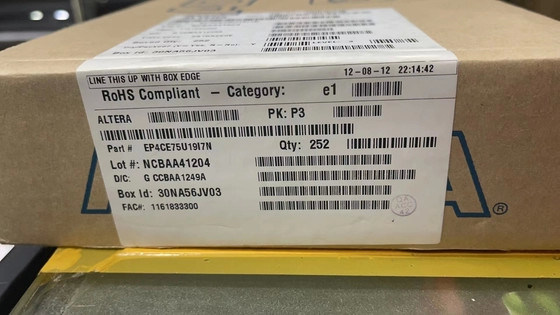 LINE THIS UP WITH BOX EDGE
12-08-12 22:14:42
RoHS Compliant - Category: e1
ALTERA PK: P3
Part # EP4CE75U19I7N Qty: 252
Lot #: NCBAA41204
D/C: G CCBAA1249A
Box Id: 30NA56JV03
FAC#: 1161833300
A ®